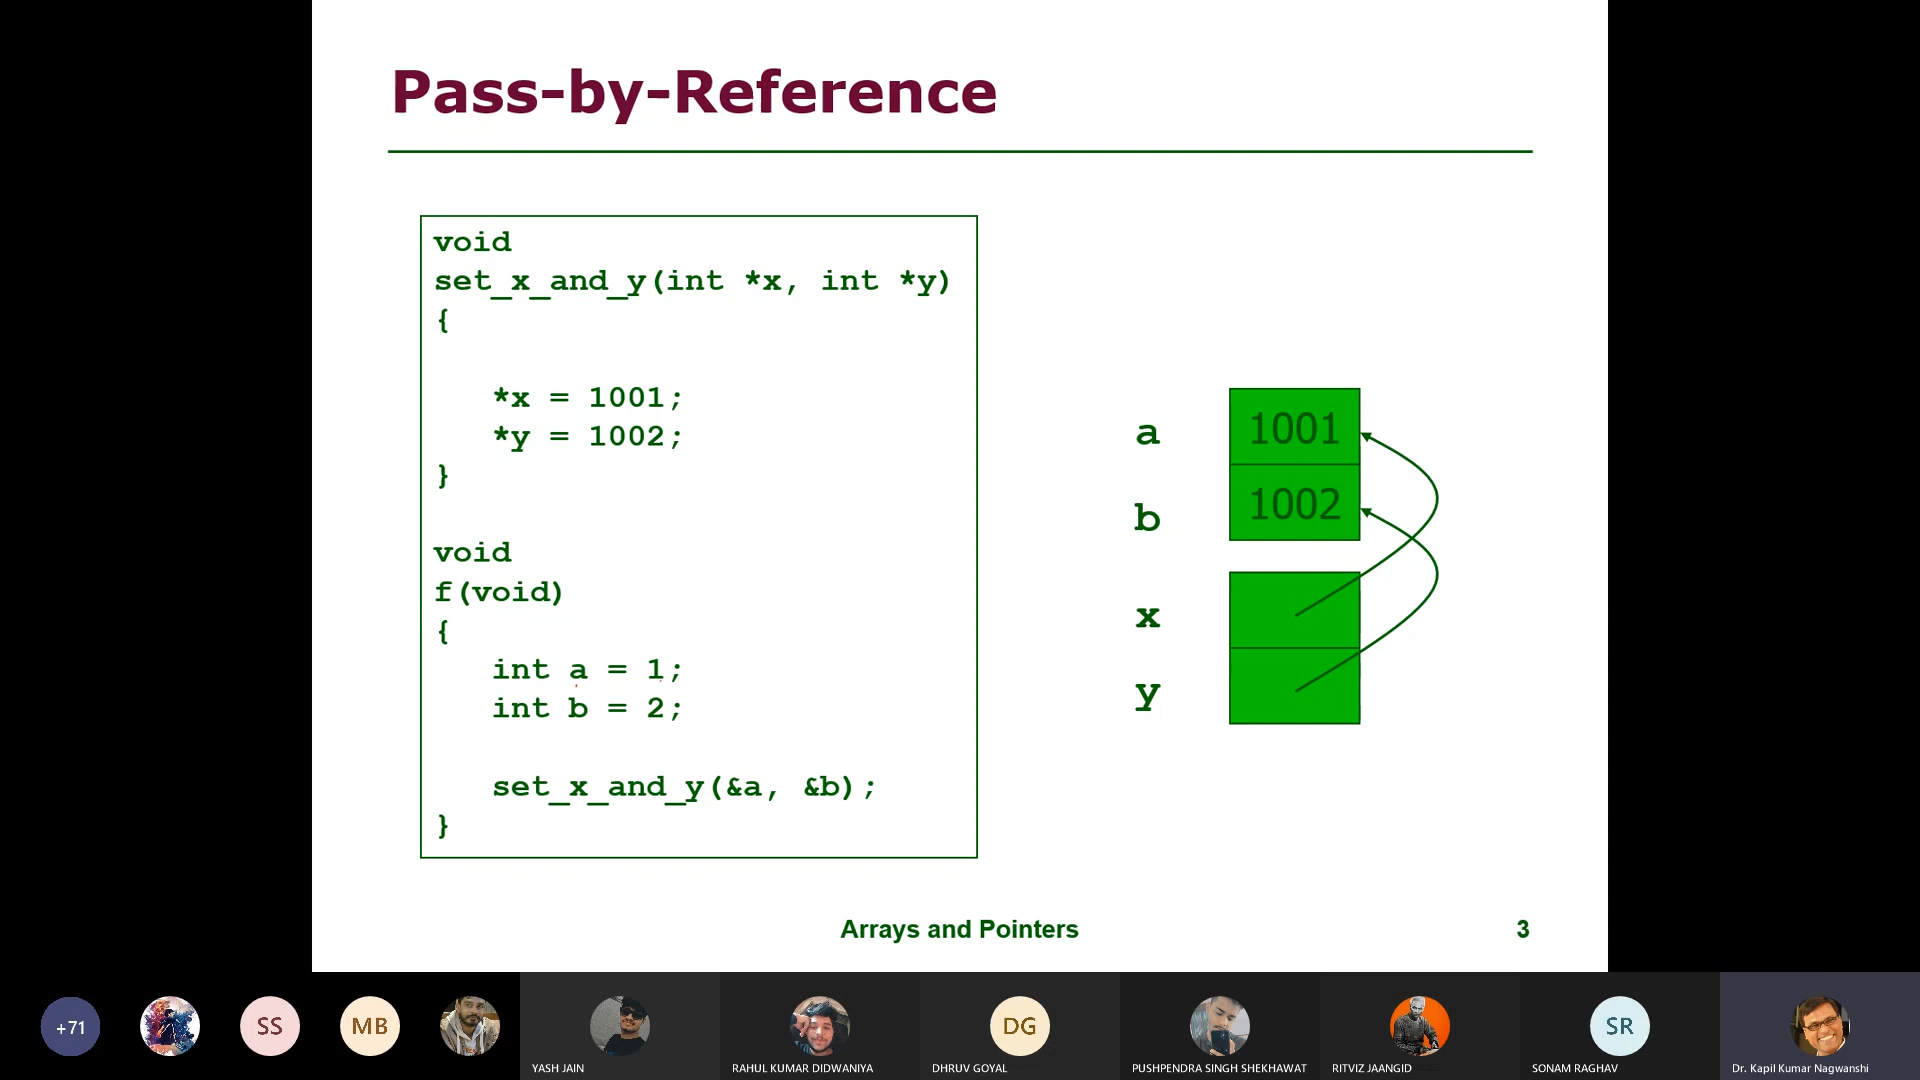 Pass-by-Reference
void
set_x_and_y(int *x, int *y)
{
*x = 1001;
*y = 1002;
}
void
f(void)
{
int a = 1;
int b = 2;
set_x_and_y(&a, &b);
}
a
1001
b
1002
x
y
Arrays and Pointers
3
+71
SS
MB
DG
SR
YASH JAIN
RAHUL KUMAR DIDWANIYA
DHRUV GOYAL
PUSHPENDRA SINGH SHEKHAWAT
RITVIZ JAANGID
SONAM RAGHAV
Dr. Kapil Kumar Nagwanshi